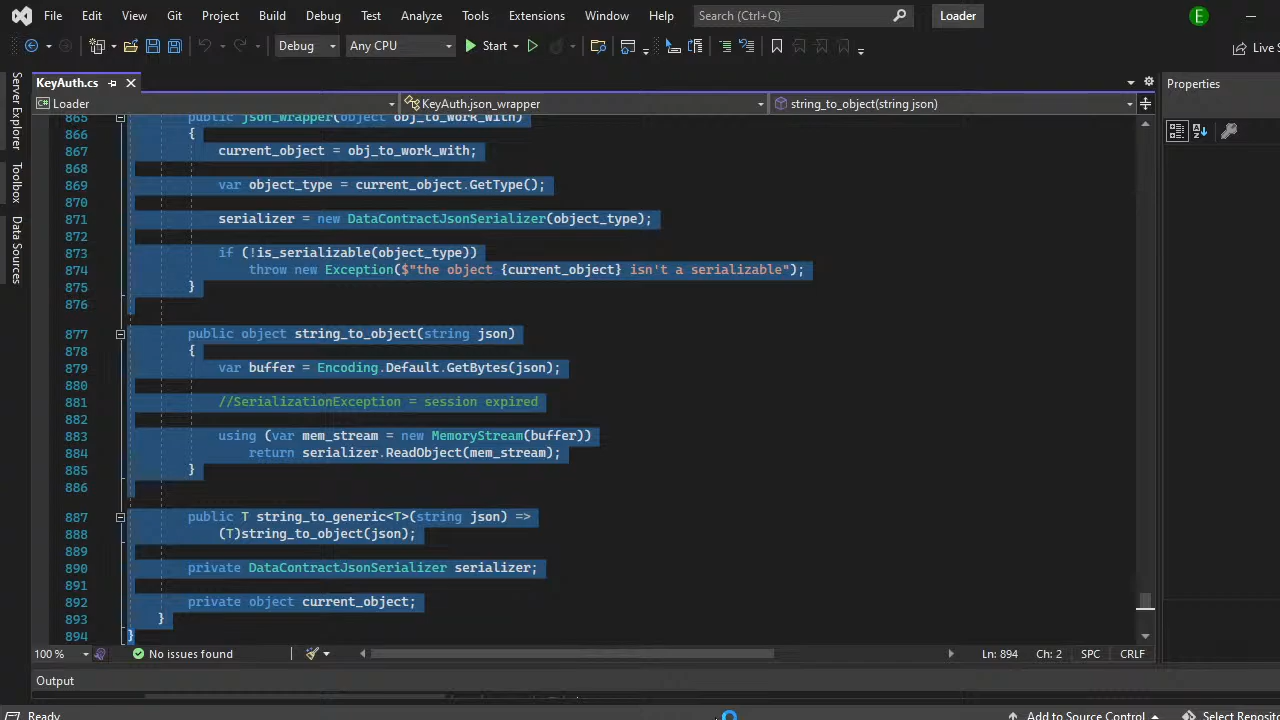 File Edit View Git Project Build Debug Test Analyze Tools Extensions Window Help Search (Ctrl+Q) Loader E
Debug Any CPU Start Live S
KeyAuth.cs
Properties
Loader KeyAuth.json_wrapper string_to_object(string json)
Server Explorer
Toolbox
Data Sources
865 public json_wrapper(object obj_to_work_with)
866 {
867 current_object = obj_to_work_with;
868
869 var object_type = current_object.GetType();
870
871 serializer = new DataContractJsonSerializer(object_type);
872
873 if (!is_serializable(object_type))
874 throw new Exception($"the object {current_object} isn't a serializable");
875 }
876
877 public object string_to_object(string json)
878 {
879 var buffer = Encoding.Default.GetBytes(json);
880
881 //SerializationException = session expired
882
883 using (var mem_stream = new MemoryStream(buffer))
884 return serializer.ReadObject(mem_stream);
885 }
886
887 public T string_to_generic<T>(string json) =>
888 (T)string_to_object(json);
889
890 private DataContractJsonSerializer serializer;
891
892 private object current_object;
893 }
894 }
100 % No issues found Ln: 894 Ch: 2 SPC CRLF
Output
Ready Add to Source Control Select Reposito